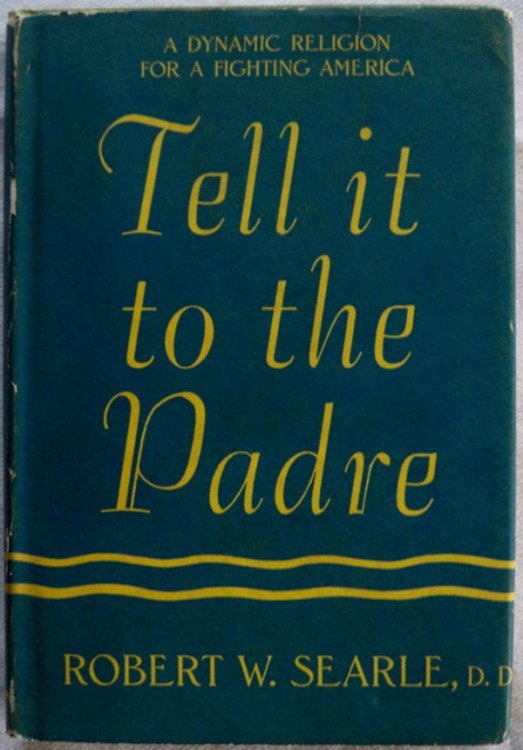 A DYNAMIC RELIGION
FOR A FIGHTING AMERICA
Tell it
to the
Padre
ROBERT W. SEARLE, D. D